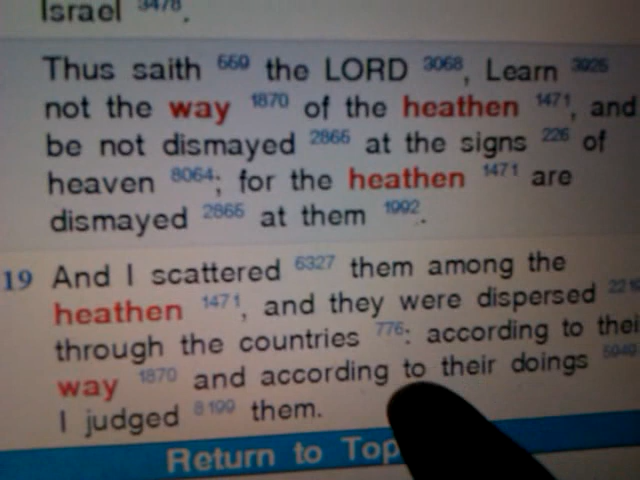 Israel 3478.
Thus saith 559 the LORD 3068, Learn 3925
not the way 1870 of the heathen 1471, and
be not dismayed 2865 at the signs 226 of
heaven 8064; for the heathen 1471 are
dismayed 2865 at them 1992.
19 And I scattered 6327 them among the
heathen 1471, and they were dispersed
through the countries 776: according to thei
way 1870 and according to their doings
I judged 8199 them.
Return to Top